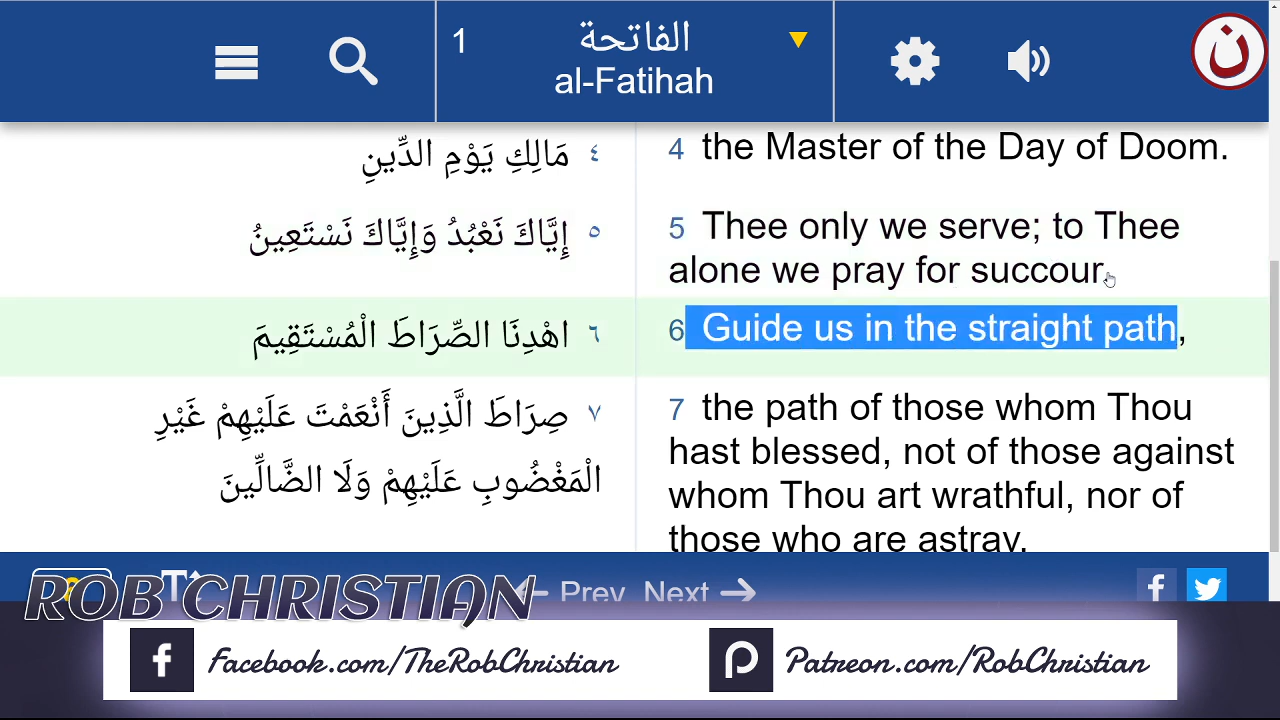 1
الفاتحة
al-Fatihah
ن
٤ مَالِكِ يَوْمِ الدِّينِ
4 the Master of the Day of Doom.
٥ إِيَّاكَ نَعْبُدُ وَإِيَّاكَ نَسْتَعِينُ
5 Thee only we serve; to Thee
alone we pray for succour.
٦ اهْدِنَا الصِّرَاطَ الْمُسْتَقِيمَ
6 Guide us in the straight path,
٧ صِرَاطَ الَّذِينَ أَنْعَمْتَ عَلَيْهِمْ غَيْرِ
الْمَغْضُوبِ عَلَيْهِمْ وَلَا الضَّالِّينَ
7 the path of those whom Thou
hast blessed, not of those against
whom Thou art wrathful, nor of
those who are astray.
Prev Next
ROB CHRISTIAN
Facebook.com/TheRobChristian
Patreon.com/RobChristian